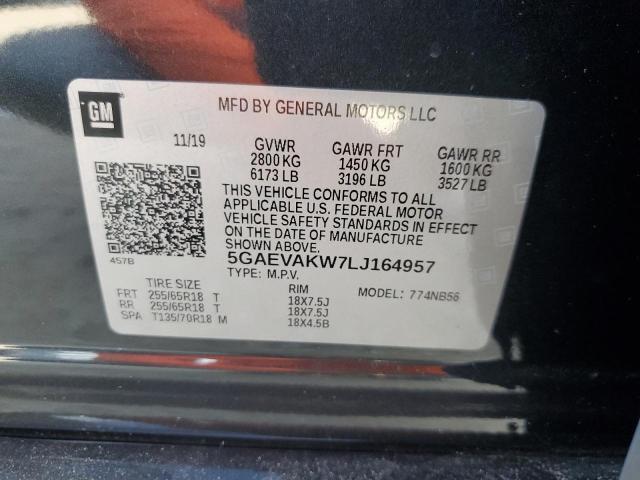 GM
MFD BY GENERAL MOTORS LLC
11/19 GVWR GAWR FRT GAWR RR
2800 KG 1450 KG 1600 KG
6173 LB 3196 LB 3527 LB
THIS VEHICLE CONFORMS TO ALL
APPLICABLE U.S. FEDERAL MOTOR
VEHICLE SAFETY STANDARDS IN EFFECT
ON THE DATE OF MANUFACTURE
SHOWN ABOVE.
457B
5GAEVAKW7LJ164957
TYPE: M.P.V. MODEL: 774NB56
TIRE SIZE RIM
FRT 255/65R18 T 18X7.5J
RR 255/65R18 T 18X7.5J
SPA T135/70R18 M 18X4.5B